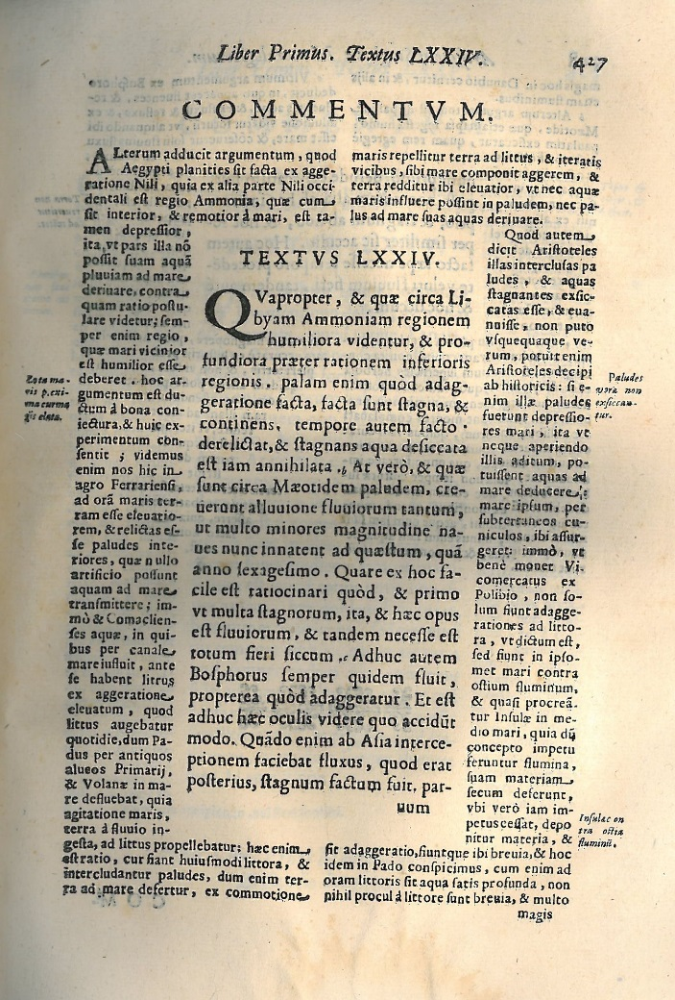 Liber Primus. Textus LXXIV.
427
COMMENTVM.
ALterum adducit argumentum, quod
Aegypti planities sit facta ex agge-
ratione Nili, quia ex alia parte Nili occi-
dentali est regio Ammonia, quæ cum
sit interior, & remotior à mari, est ta-
men depressior,
ita, vt pars illa nõ
possit suam aquã
pluuiam ad mare
deriuare, contra
quam ratio postu-
lare videtur; sem-
per enim regio,
quæ mari vicinior
est humilior esse
deberet. hoc ar-
gumentum est du-
ctum à bona con-
iectura, & huic ex-
perimentum con-
sentit; videmus
enim nos hic in
agro Ferrariensi,
ad orã maris ter-
ram esse eleuatio-
rem, & relictas es-
se paludes inte-
riores, quæ nullo
artificio possunt
aquam ad mare
transmittere; im-
mò & Comaclien-
ses aquæ, in qui-
bus per canale
mare influit, ante
se habent littus
ex aggeratione
eleuatum, quod
littus augebatur
quotidie, dum Pa-
dus per antiquos
alueos Primarij,
& Volanæ in ma-
re defluebat, quia
agitatione maris,
terra à fluuio in-
gesta, ad littus propellebatur: hæc enim
est ratio, cur fiant huiusmodi littora, &
intercludantur paludes, dum enim ter-
ra ad mare defertur, ex commotione
maris repellitur terra ad littus, & iteratis
vicibus, sibi mare componit aggerem, &
terra redditur ibi eleuatior, vt nec aquæ
maris influere possint in paludem, nec pa-
lus ad mare suas aquas deriuare.
Quod autem
dicit Aristoteles
illas interclusas pa
ludes, & aquas
stagnantes exsic-
catas esse, & eua-
nuisse, non puto
vsquequaque ve-
rum, potuit enim
Aristoteles decipi
ab historicis: si e-
nim illæ paludes
fuerunt depressio-
res mari, ita vt
neque aperiendo
illis aditum, po-
tuissent aquas ad
mare deducere;
mare ipsum, per
subterraneos cu-
niculos, ibi assur-
geret: immò, vt
benè monet Vi-
comercatus ex
Polibio, non so-
lum fiunt adagge-
rationes ad litto-
ra, vt dictum est,
sed fiunt in ipso-
met mari contra
ostium fluminum,
& quasi procreã-
tur Insulæ in me-
dio mari, quia dũ
concepto impetu
feruntur flumina,
suam materiam
secum deferunt,
vbi verò iam im-
petus cessat, depo
nitur materia, &
sit adaggeratio, fiuntque ibi breuia, & hoc
idem in Pado conspicimus, cum enim ad
oram littoris sit aqua satis profunda, non
nihil procul à littore sunt breuia, & multo
magis
TEXTVS LXXIV.
QVapropter, & quæ circa Li-
byam Ammoniam regionem
humiliora videntur, & pro-
fundiora præter rationem inferioris
regionis. palam enim quòd adag-
geratione facta, facta sunt stagna, &
continens, tempore autem facto
derelictat, & stagnans aqua desiccata
est iam annihilata. At verò, & quæ
sunt circa Mæotidem paludem, cre-
uerunt alluuione fluuiorum tantum,
ut multo minores magnitudine na-
ues nunc innatent ad quæstum, quã
anno sexagesimo. Quare ex hoc fa-
cile est ratiocinari quòd, & primo
vt multa stagnorum, ita, & hæc opus
est fluuiorum, & tandem necesse est
totum fieri siccum. Adhuc autem
Bosphorus semper quidem fluit,
propterea quòd adaggeratur. Et est
adhuc hæc oculis videre quo accidũt
modo. Quãdo enim ab Asia interce-
ptionem faciebat fluxus, quod erat
posterius, stagnum factum fuit, par-
uum
Paludes
non
exsiccan-
tur.
Insulæ con
tra ostia
fluminũ.